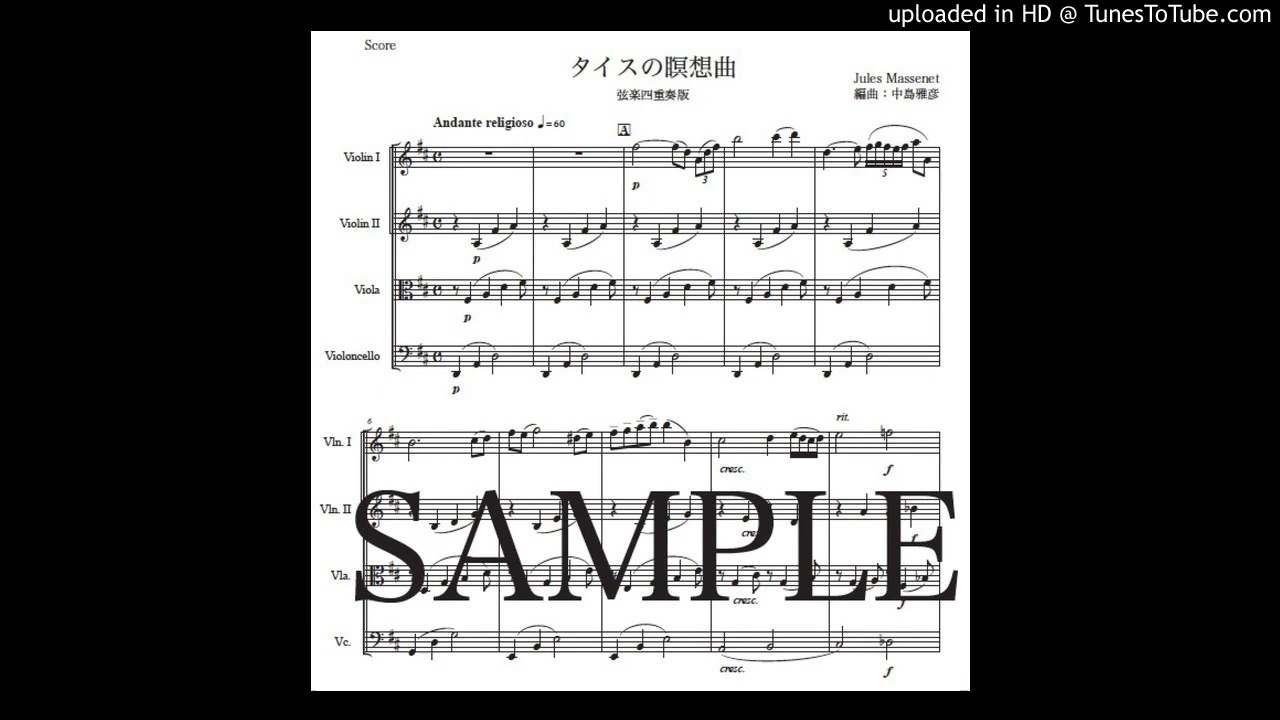 uploaded in HD @ TunesToTube.com
Score
タイスの瞑想曲
弦楽四重奏版
Jules Massenet
編曲：中島雅彦
Andante religioso ♩=60
A
Violin I
p
3
5
Violin II
p
Viola
p
Violoncello
p
6
rit.
Vln. I
cresc.
f
Vln. II
cresc.
f
SAMPLE
Vla.
cresc.
f
Vc.
cresc.
f